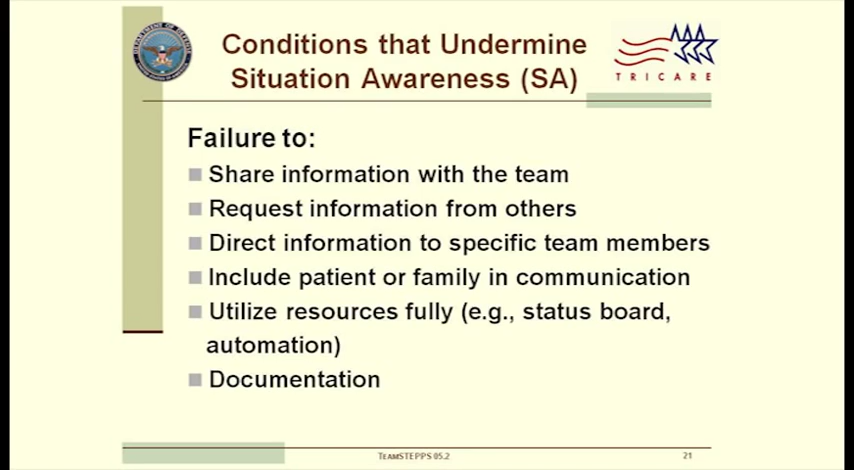 Conditions that Undermine
Situation Awareness (SA)
TRICARE
Failure to:
Share information with the team
Request information from others
Direct information to specific team members
Include patient or family in communication
Utilize resources fully (e.g., status board,
automation)
Documentation
TEAMSTEPPS 05.2
21